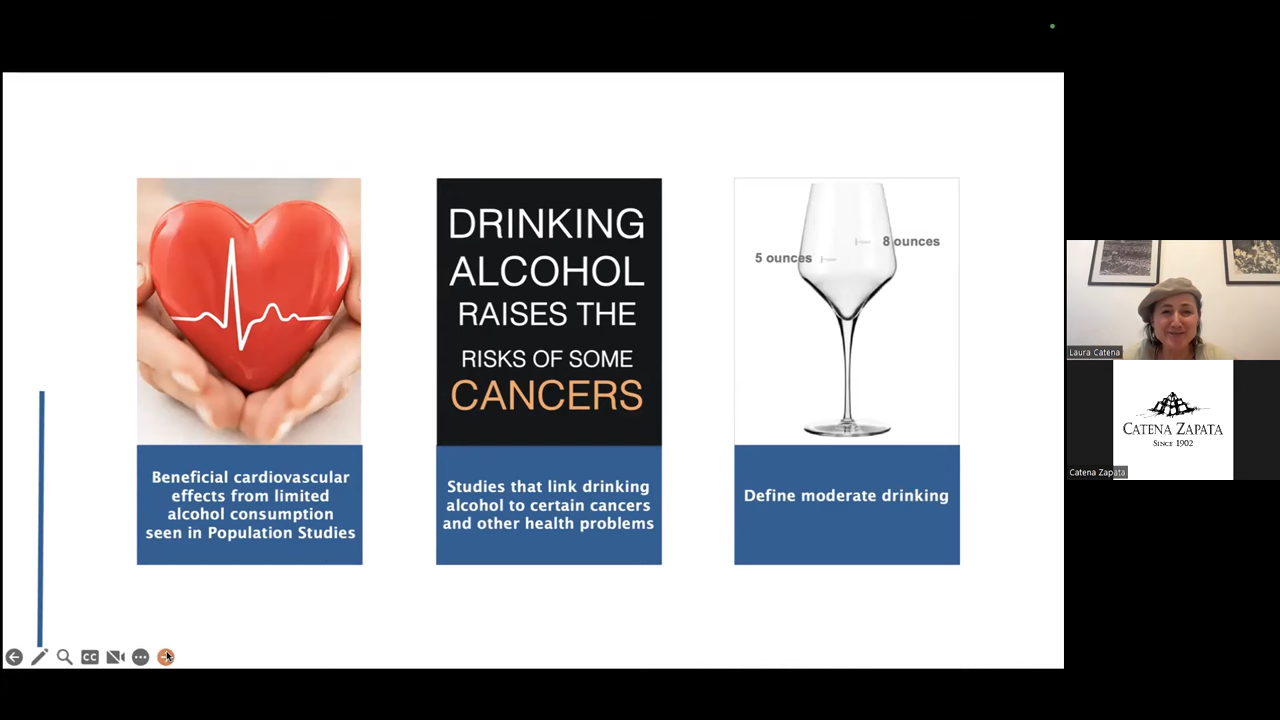 DRINKING
ALCOHOL
RAISES THE
RISKS OF SOME
CANCERS
5 ounces
8 ounces
Beneficial cardiovascular
effects from limited
alcohol consumption
seen in Population Studies
Studies that link drinking
alcohol to certain cancers
and other health problems
Define moderate drinking
CC
Laura Catena
CATENA ZAPATA
SINCE 1902
Catena Zapata